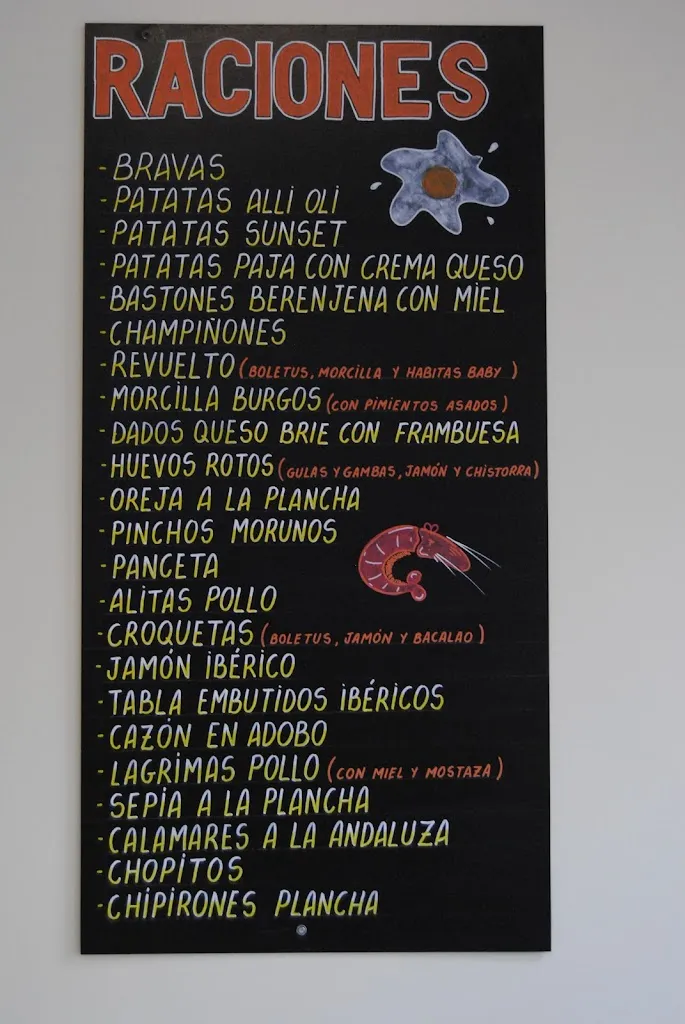 RACIONES
- BRAVAS
- PATATAS ALLI OLI
- PATATAS SUNSET
- PATATAS PAJA CON CREMA QUESO
- BASTONES BERENJENA CON MIEL
- CHAMPIÑONES
- REVUELTO (BOLETUS, MORCILLA Y HABITAS BABY )
- MORCILLA BURGOS (CON PIMIENTOS ASADOS )
- DADOS QUESO BRIE CON FRAMBUESA
- HUEVOS ROTOS (GULAS Y GAMBAS, JAMÓN Y CHISTORRA)
- OREJA A LA PLANCHA
- PINCHOS MORUNOS
- PANCETA
- ALITAS POLLO
- CROQUETAS (BOLETUS, JAMÓN Y BACALAO )
- JAMÓN IBÉRICO
- TABLA EMBUTIDOS IBÉRICOS
- CAZÓN EN ADOBO
- LAGRIMAS POLLO (CON MIEL Y MOSTAZA )
- SEPIA A LA PLANCHA
- CALAMARES A LA ANDALUZA
- CHOPITOS
- CHIPIRONES PLANCHA